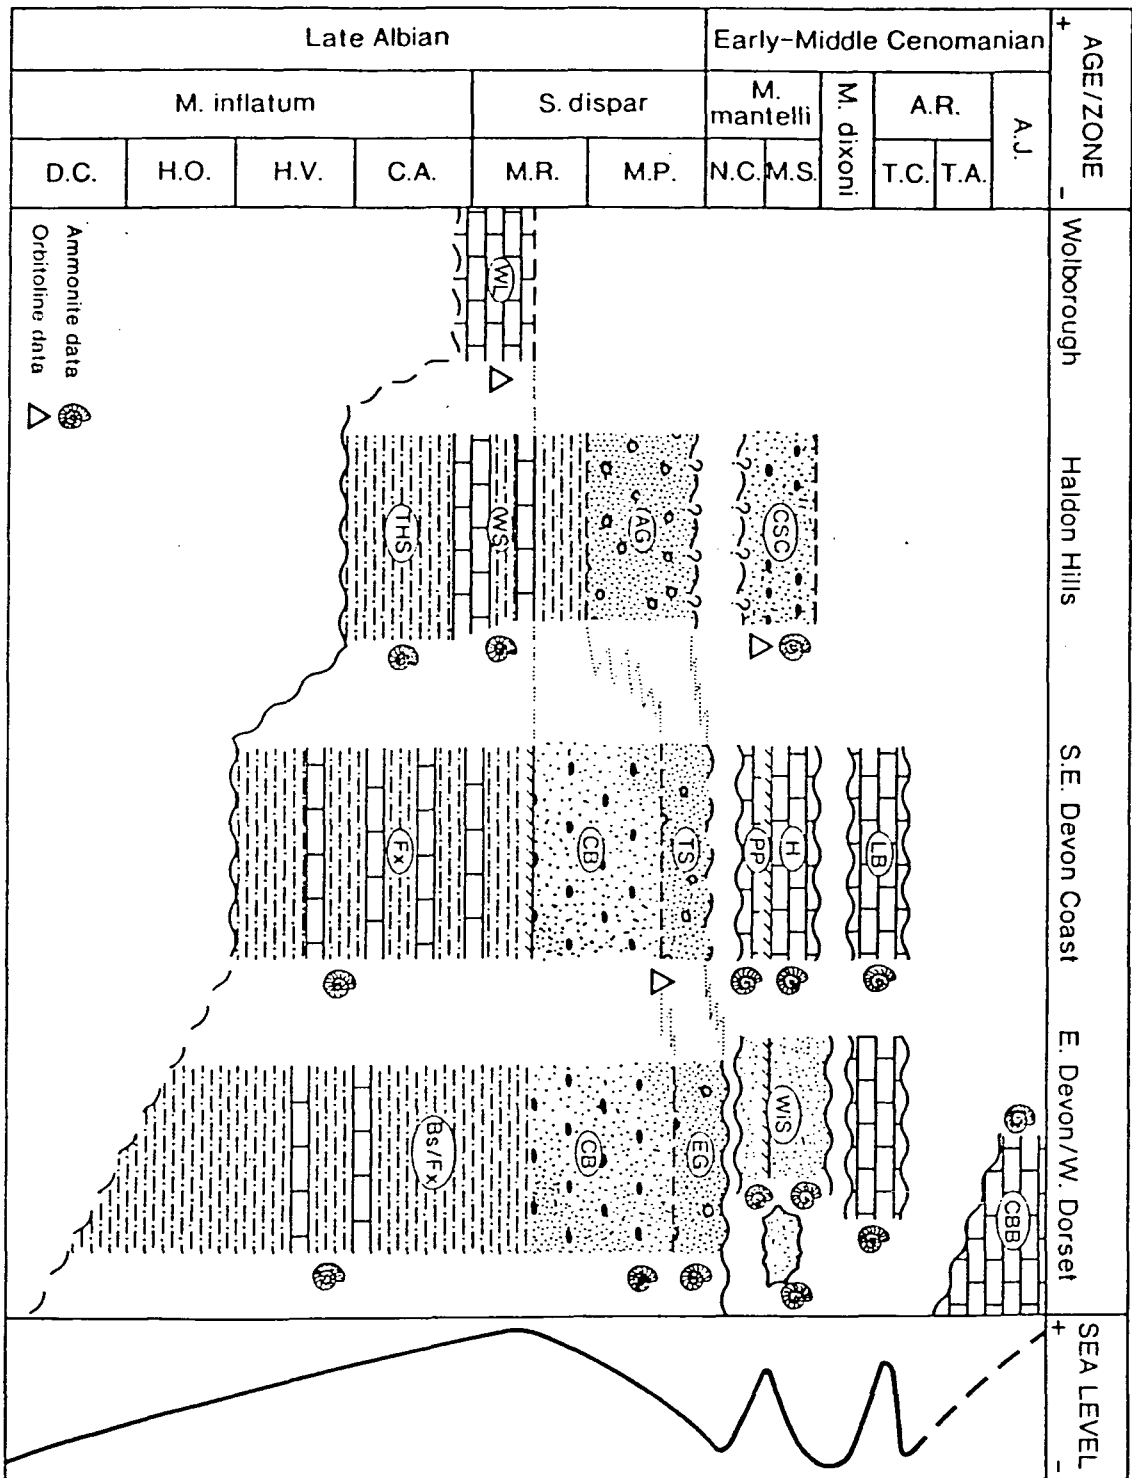 Late Albian
Early-Middle Cenomanian
+ AGE/ZONE -
M. inflatum
S. dispar
M.
mantelli
M. dixoni
A.R.
A.J.
D.C.
H.O.
H.V.
C.A.
M.R.
M.P.
N.C.
M.S.
T.C.
T.A.
Wolborough
WL
Ammonite data
Orbitoline data
Haldon Hills
THS
WS
AG
CSC
S.E. Devon Coast
Fx
CB
TS
PP
H
LB
E. Devon/W. Dorset
Bs/Fx
CB
EG
WiS
CBB
+ SEA LEVEL -